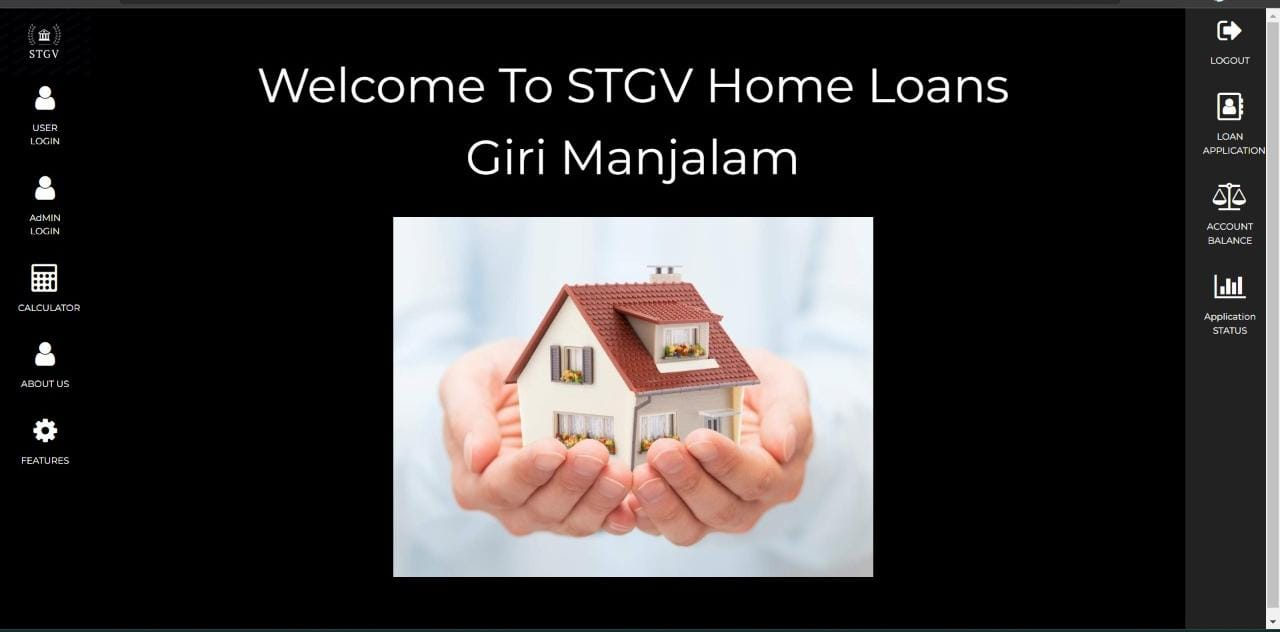 STGV
USER
LOGIN
AdMIN
LOGIN
CALCULATOR
ABOUT US
FEATURES
Welcome To STGV Home Loans
Giri Manjalam
LOGOUT
LOAN
APPLICATION
ACCOUNT
BALANCE
Application
STATUS